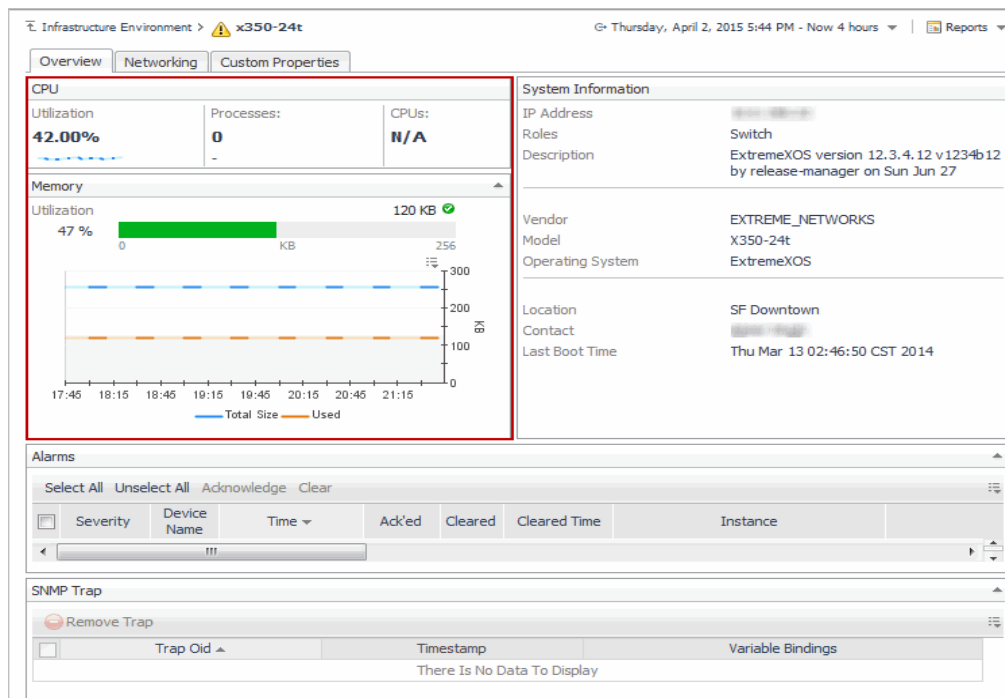 Infrastructure Environment > x350-24t
Thursday, April 2, 2015 5:44 PM - Now 4 hours
Reports
Overview
Networking
Custom Properties
CPU
Utilization
42.00%
Processes:
0
-
CPUs:
N/A
Memory
Utilization
47 %
120 KB
0
KB
256
300
200
100
0
KB
17:45 18:15 18:45 19:15 19:45 20:15 20:45 21:15
Total Size
Used
System Information
IP Address
Roles Switch
Description ExtremeXOS version 12.3.4.12 v1234b12
by release-manager on Sun Jun 27
Vendor EXTREME_NETWORKS
Model X350-24t
Operating System ExtremeXOS
Location SF Downtown
Contact
Last Boot Time Thu Mar 13 02:46:50 CST 2014
Alarms
Select All Unselect All Acknowledge Clear
Severity
Device
Name
Time
Ack'ed
Cleared
Cleared Time
Instance
SNMP Trap
Remove Trap
Trap Oid
Timestamp
Variable Bindings
There Is No Data To Display